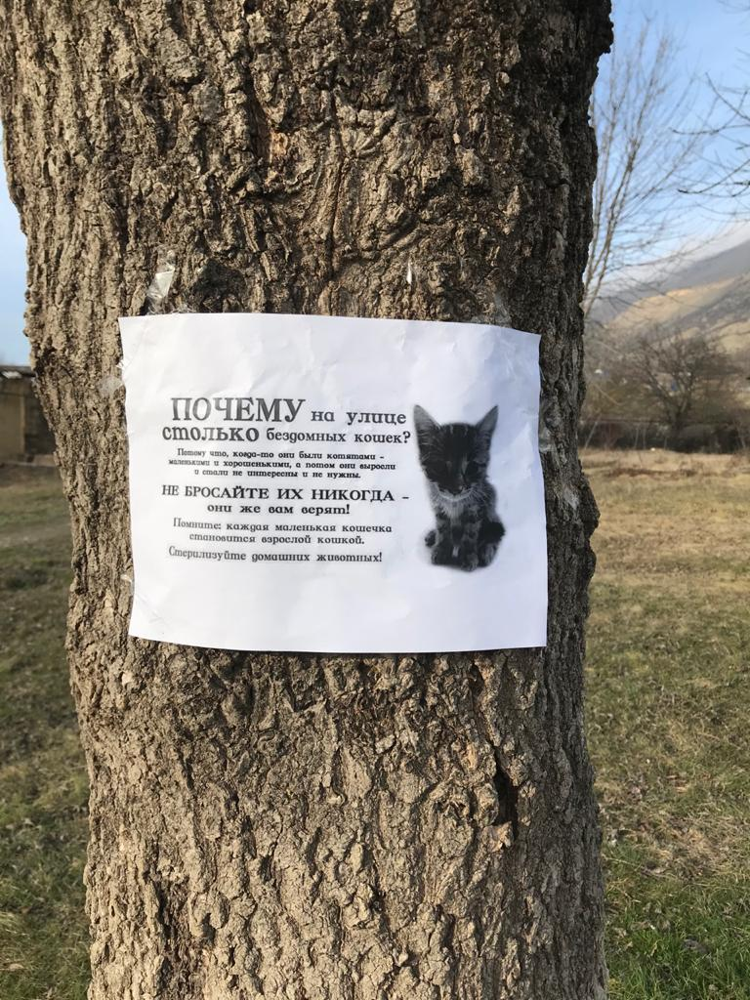 ПОЧЕМУ на улице
СТОЛЬКО бездомных кошек?
Потому что, когда-то они были котятами -
маленькими и хорошенькими, а потом они выросли
и стали не интересны и не нужны.
НЕ БРОСАЙТЕ ИХ НИКОГДА -
они же вам верят!
Помните: каждая маленькая кошечка
становится взрослой кошкой.
Стерилизуйте домашних животных!